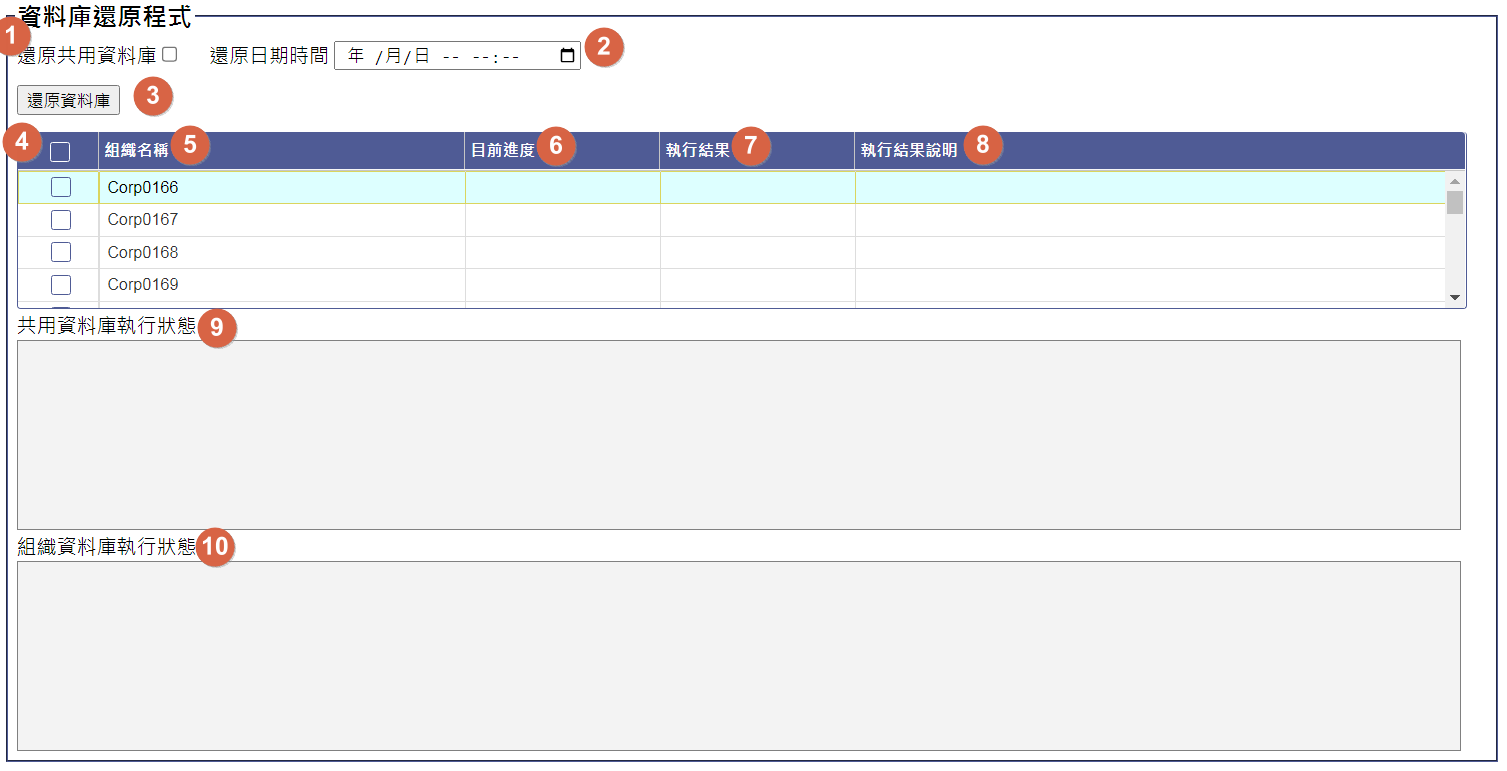 資料庫還原程式
1
還原共用資料庫 還原日期時間 年 /月/日 -- --:-- 2
還原資料庫 3
4 組織名稱 5 目前進度 6 執行結果 7 執行結果說明 8
Corp0166
Corp0167
Corp0168
Corp0169
共用資料庫執行狀態 9
組織資料庫執行狀態 10